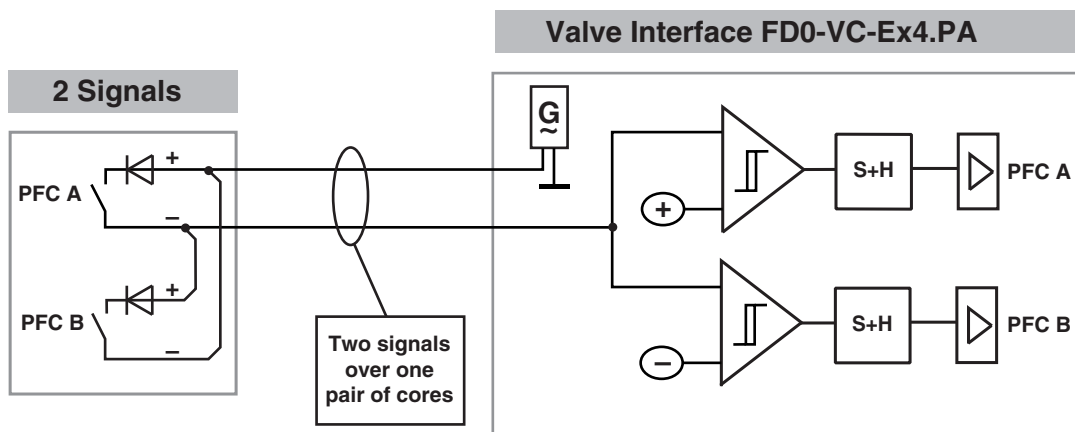 Valve Interface FD0-VC-Ex4.PA
2 Signals
G
~
+
PFC A
−
+
PFC B
−
Two signals
over one
pair of cores
+
S+H
PFC A
−
S+H
PFC B